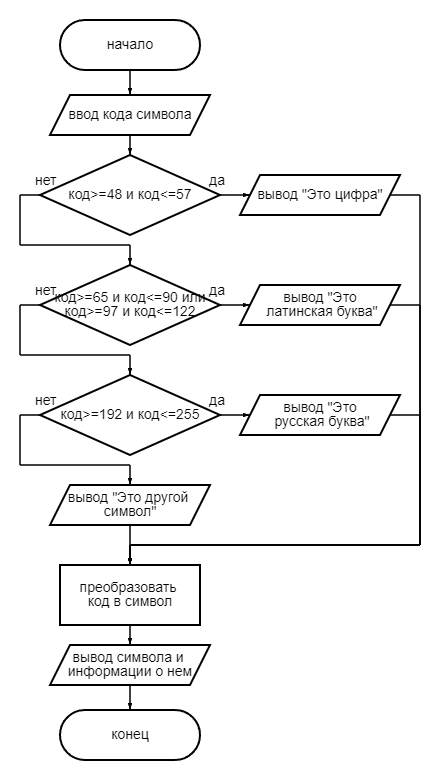 начало
ввод кода символа
нет
да
код>=48 и код<=57
вывод "Это цифра"
нет
да
код>=65 и код<=90 или
код>=97 и код<=122
вывод "Это
латинская буква"
нет
да
код>=192 и код<=255
вывод "Это
русская буква"
вывод "Это другой
символ"
преобразовать
код в символ
вывод символа и
информации о нем
конец